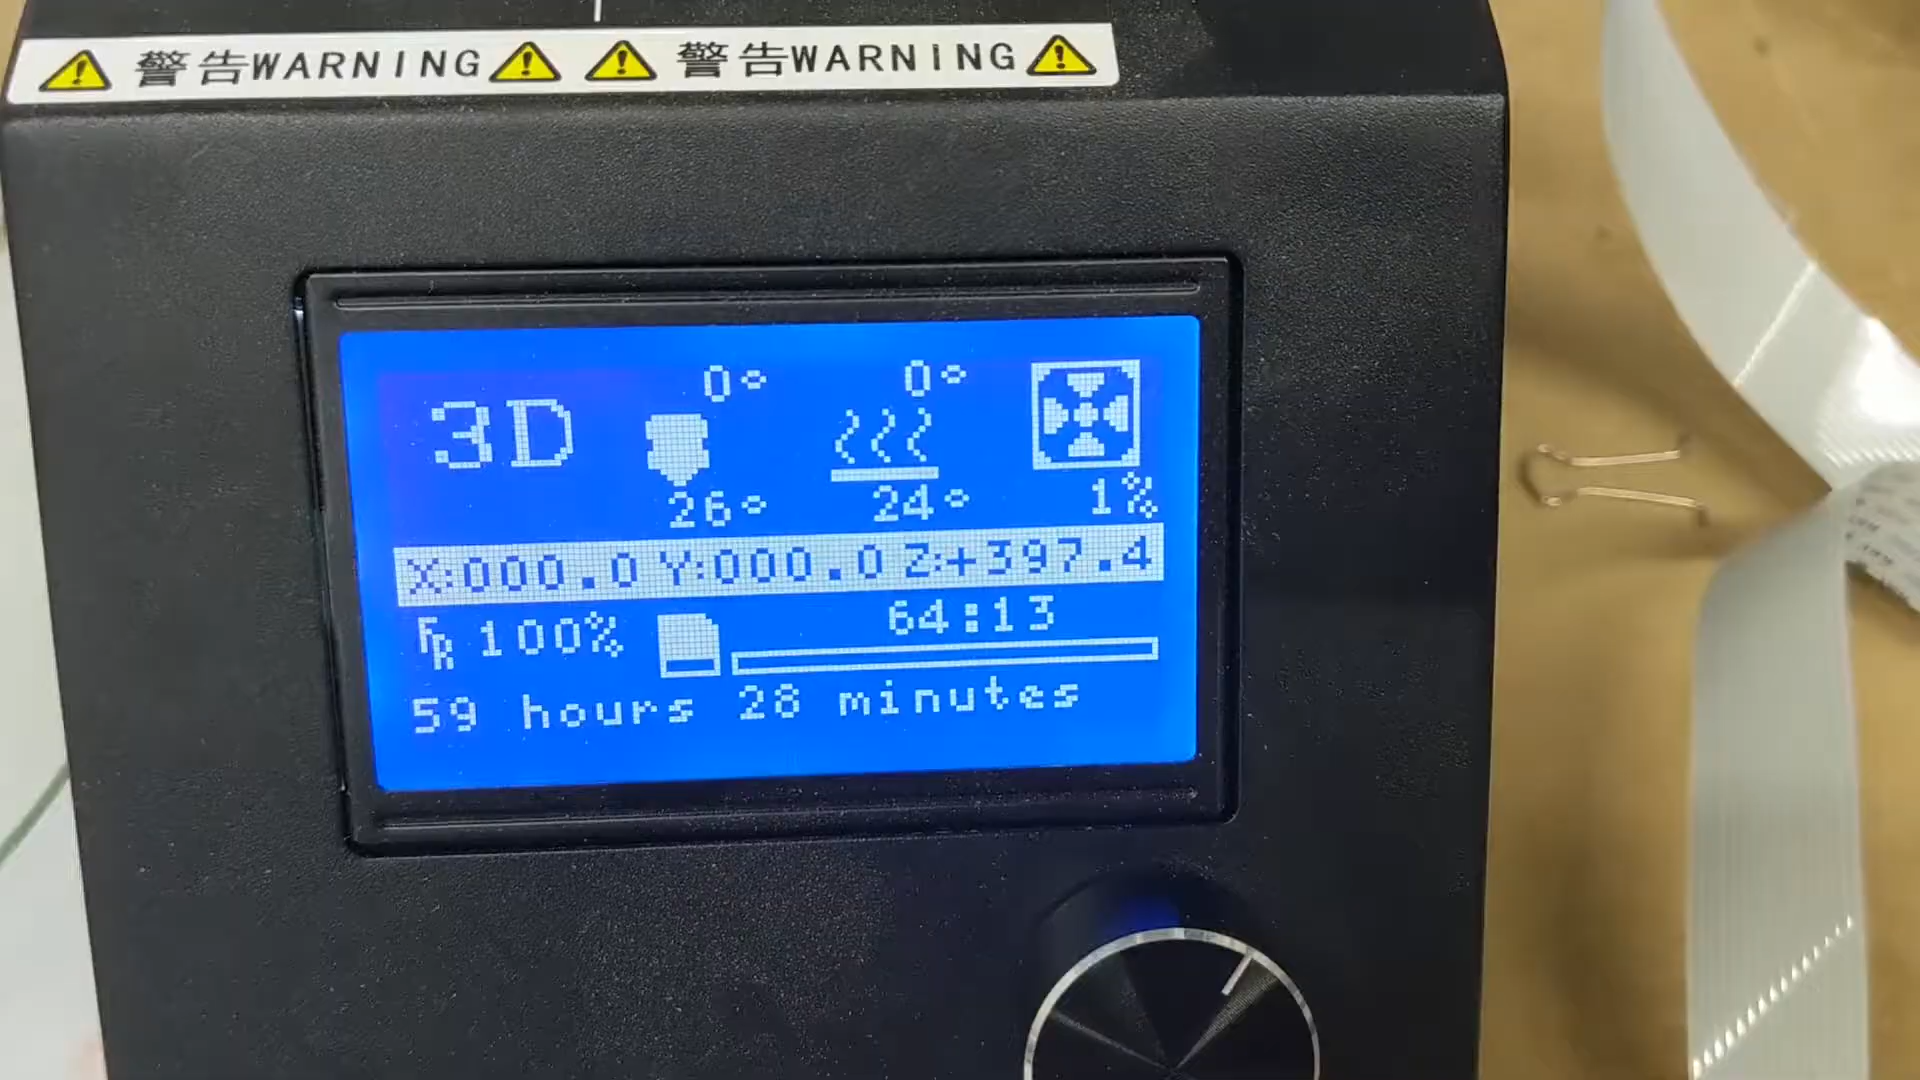 警告WARNING 警告WARNING
0° 0°
3D
26° 24° 1%
X:000.0 Y:000.0 Z:+397.4
64:13
FR 100%
59 hours 28 minutes